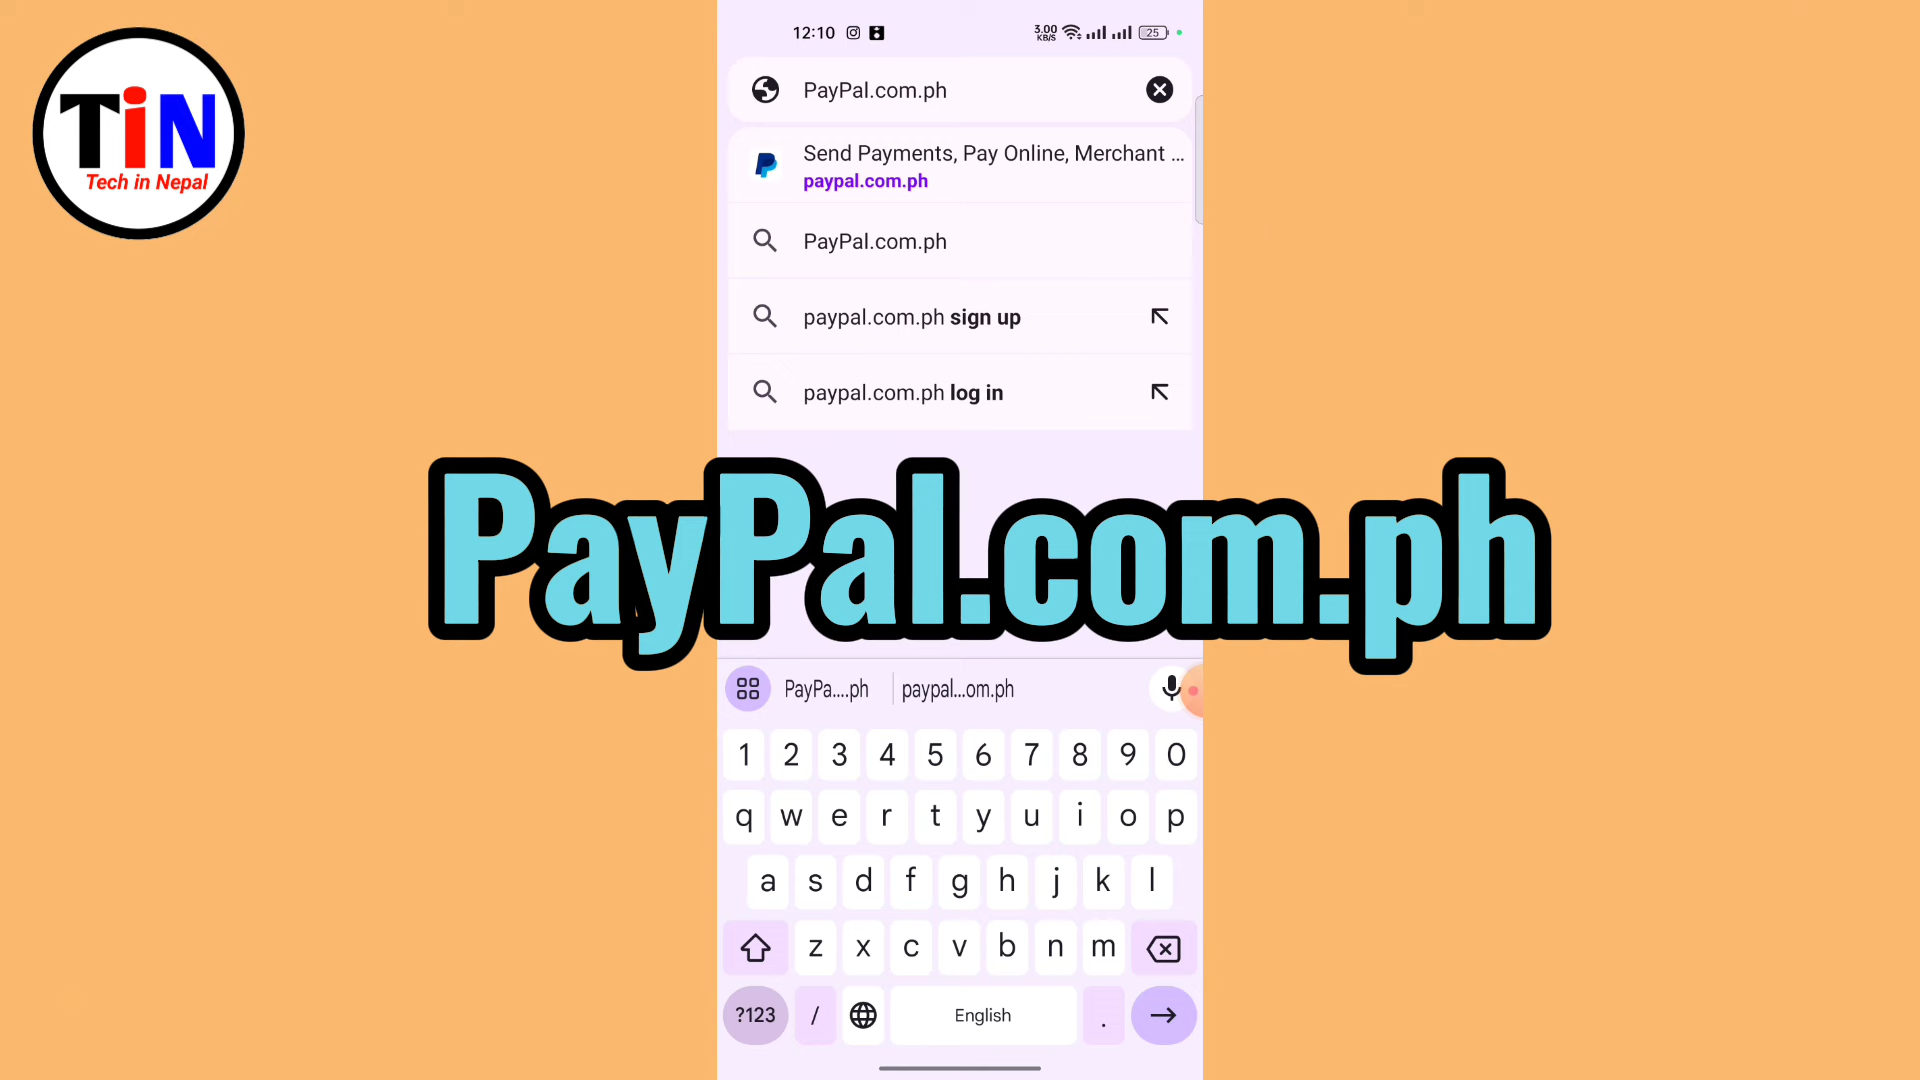 TiN
Tech in Nepal
12:10
3.00
KB/S
25
PayPal.com.ph
Send Payments, Pay Online, Merchant ...
paypal.com.ph
PayPal.com.ph
paypal.com.ph sign up
paypal.com.ph log in
PayPal.com.ph
PayPa....ph
paypal...om.ph
1 2 3 4 5 6 7 8 9 0
q w e r t y u i o p
a s d f g h j k l
z x c v b n m
?123 / English .